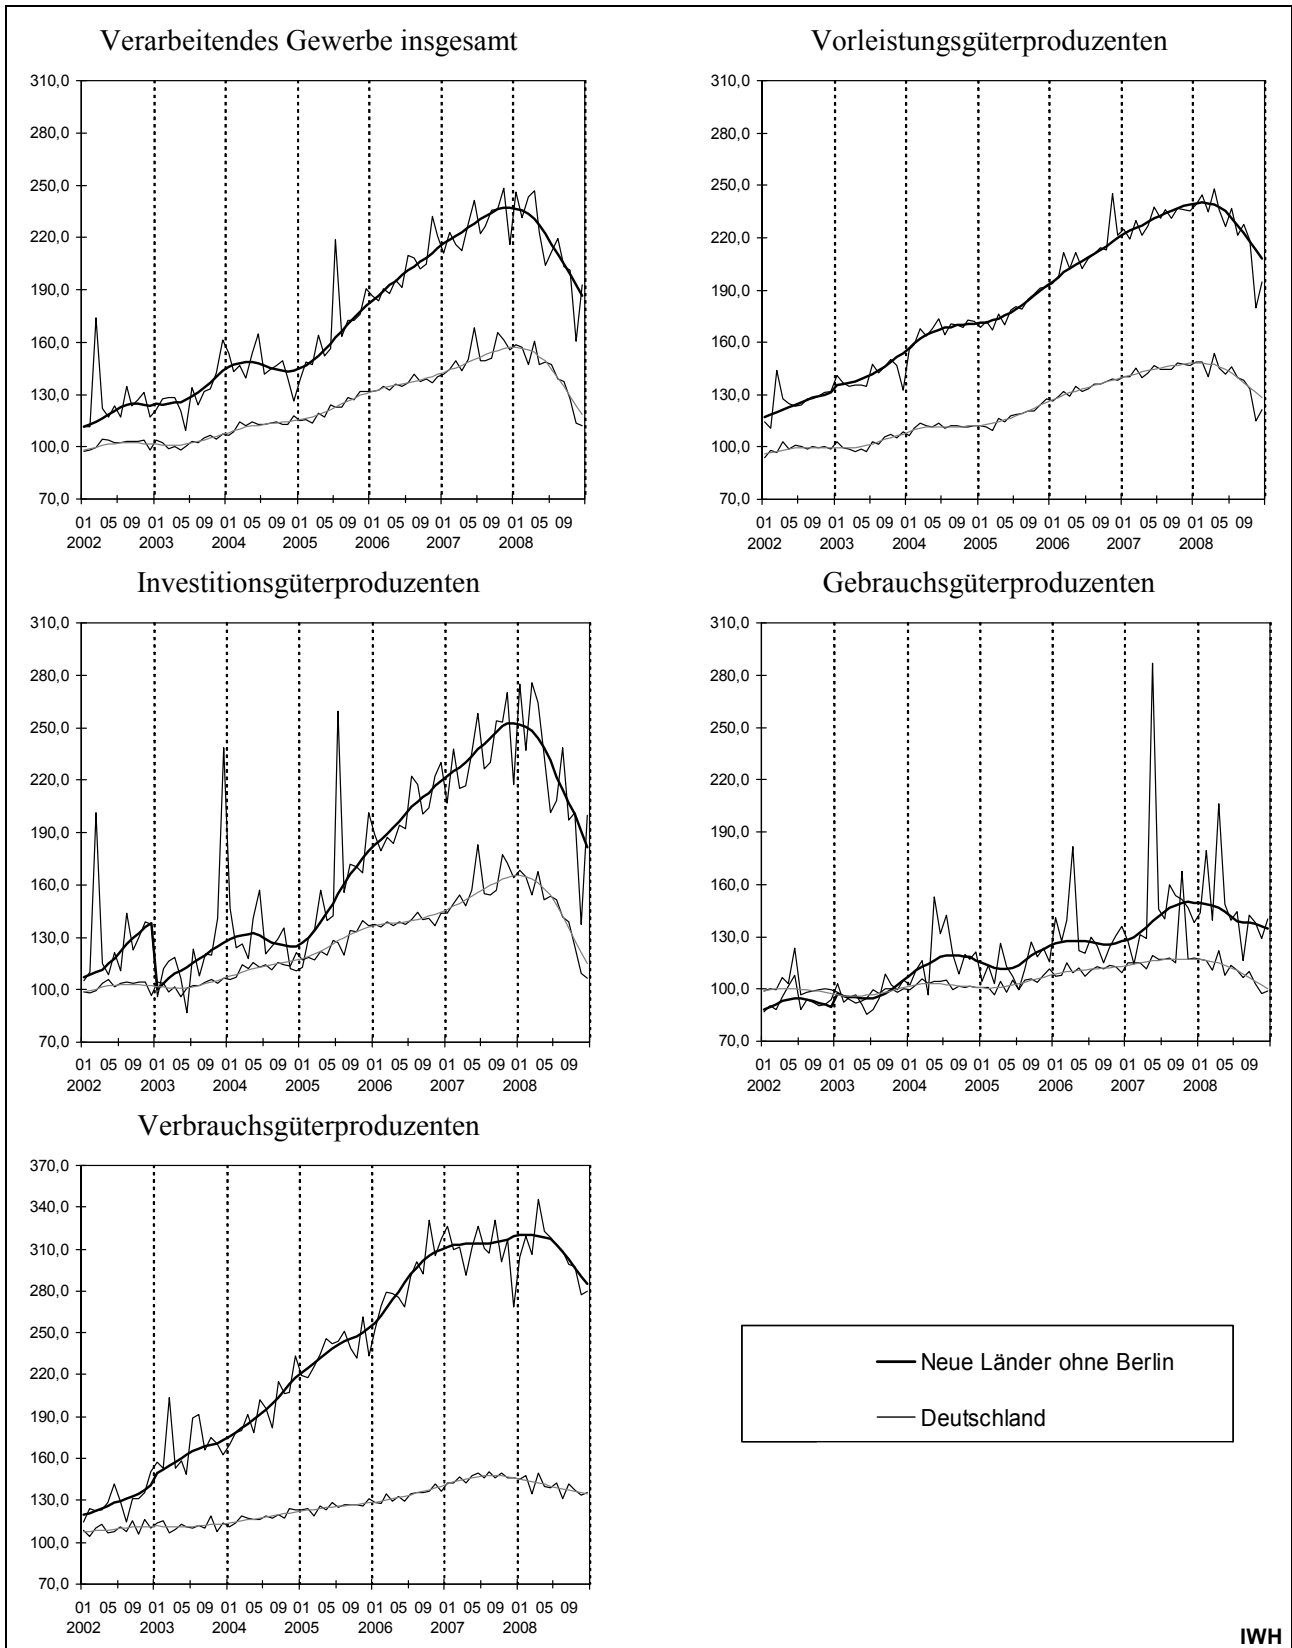 Verarbeitendes Gewerbe insgesamt
310,0
280,0
250,0
220,0
190,0
160,0
130,0
100,0
70,0
01 05 09 01 05 09 01 05 09 01 05 09 01 05 09 01 05 09 01 05 09
2002 2003 2004 2005 2006 2007 2008
Vorleistungsgüterproduzenten
310,0
280,0
250,0
220,0
190,0
160,0
130,0
100,0
70,0
01 05 09 01 05 09 01 05 09 01 05 09 01 05 09 01 05 09 01 05 09
2002 2003 2004 2005 2006 2007 2008
Investitionsgüterproduzenten
310,0
280,0
250,0
220,0
190,0
160,0
130,0
100,0
70,0
01 05 09 01 05 09 01 05 09 01 05 09 01 05 09 01 05 09 01 05 09
2002 2003 2004 2005 2006 2007 2008
Gebrauchsgüterproduzenten
310,0
280,0
250,0
220,0
190,0
160,0
130,0
100,0
70,0
01 05 09 01 05 09 01 05 09 01 05 09 01 05 09 01 05 09 01 05 09
2002 2003 2004 2005 2006 2007 2008
Verbrauchsgüterproduzenten
370,0
340,0
310,0
280,0
250,0
220,0
190,0
160,0
130,0
100,0
70,0
01 05 09 01 05 09 01 05 09 01 05 09 01 05 09 01 05 09 01 05 09
2002 2003 2004 2005 2006 2007 2008
Neue Länder ohne Berlin
Deutschland
IWH